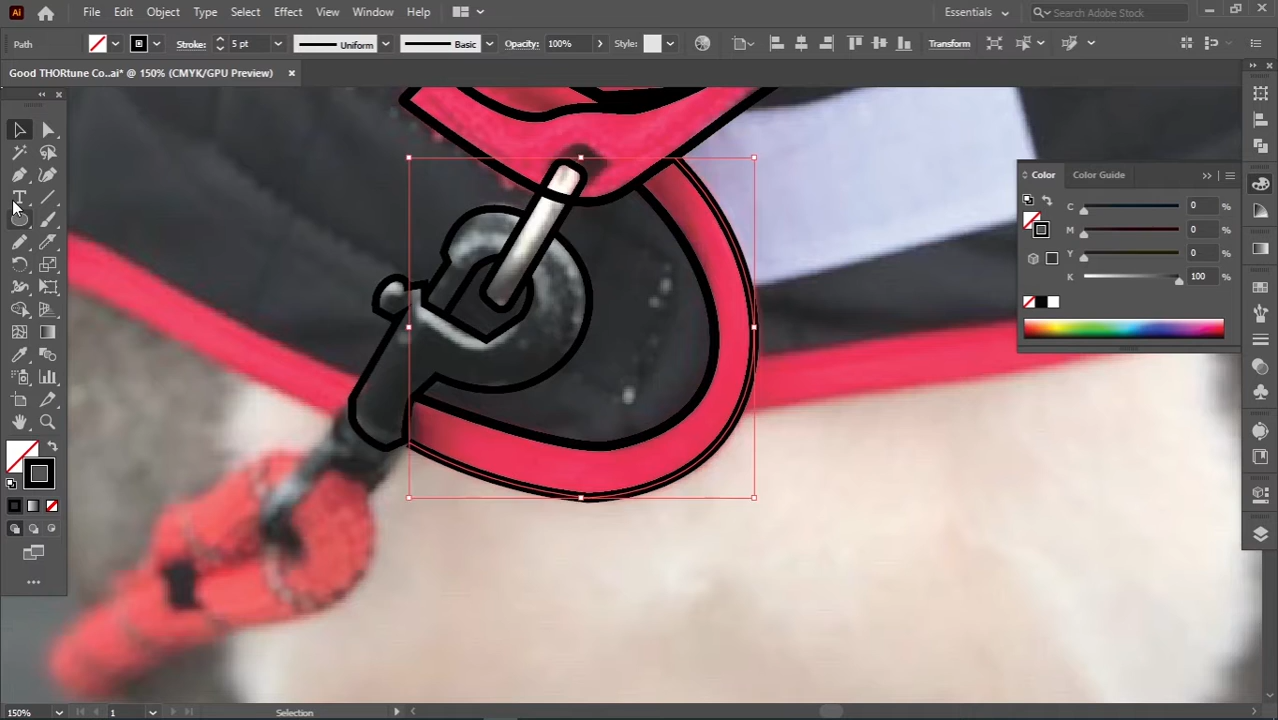 Ai File Edit Object Type Select Effect View Window Help Essentials Search Adobe Stock
Path Stroke: 5 pt Uniform Basic Opacity: 100% Style: Transform
Good THORtune Co..ai* @ 150% (CMYK/GPU Preview)
Color Color Guide
C 0 %
M 0 %
Y 0 %
K 100 %
150% 1 Selection